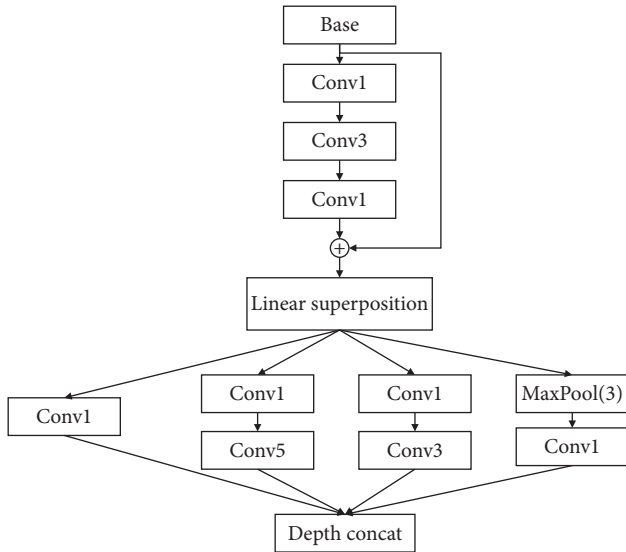 Base
Conv1
Conv3
Conv1
+
Linear superposition
Conv1
Conv1
Conv1
MaxPool(3)
Conv5
Conv3
Conv1
Depth concat